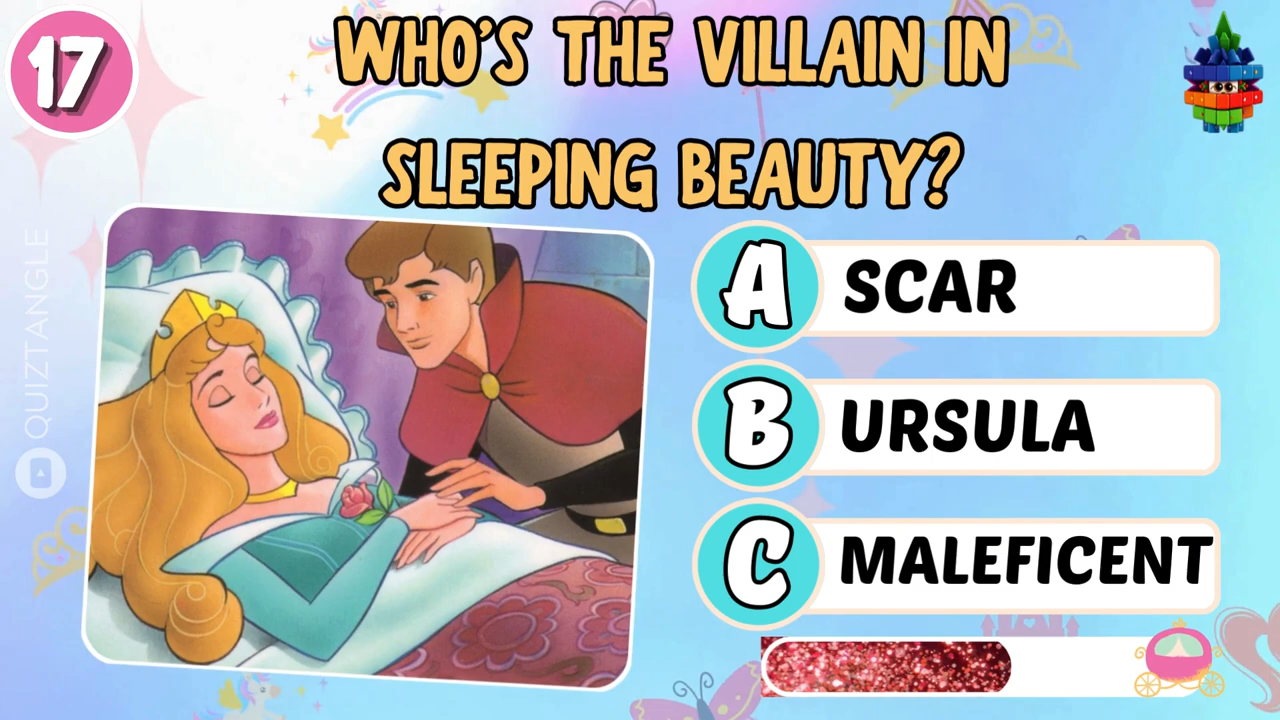 17
WHO'S THE VILLAIN IN
SLEEPING BEAUTY?
A SCAR
B URSULA
C MALEFICENT
QUIZTANGLE